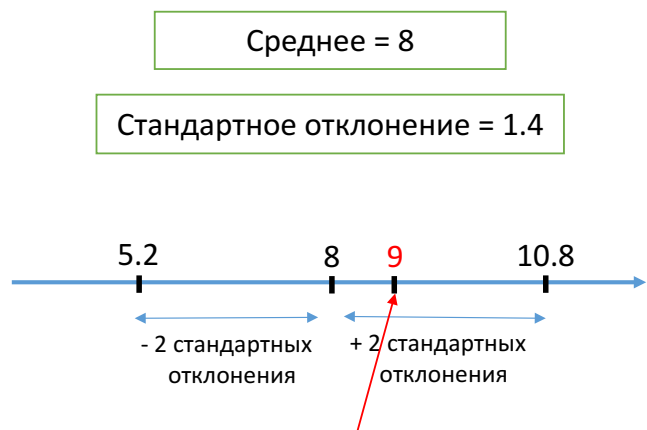 Среднее = 8
Стандартное отклонение = 1.4
5.2 8 9 10.8
- 2 стандартных + 2 стандартных
отклонения отклонения